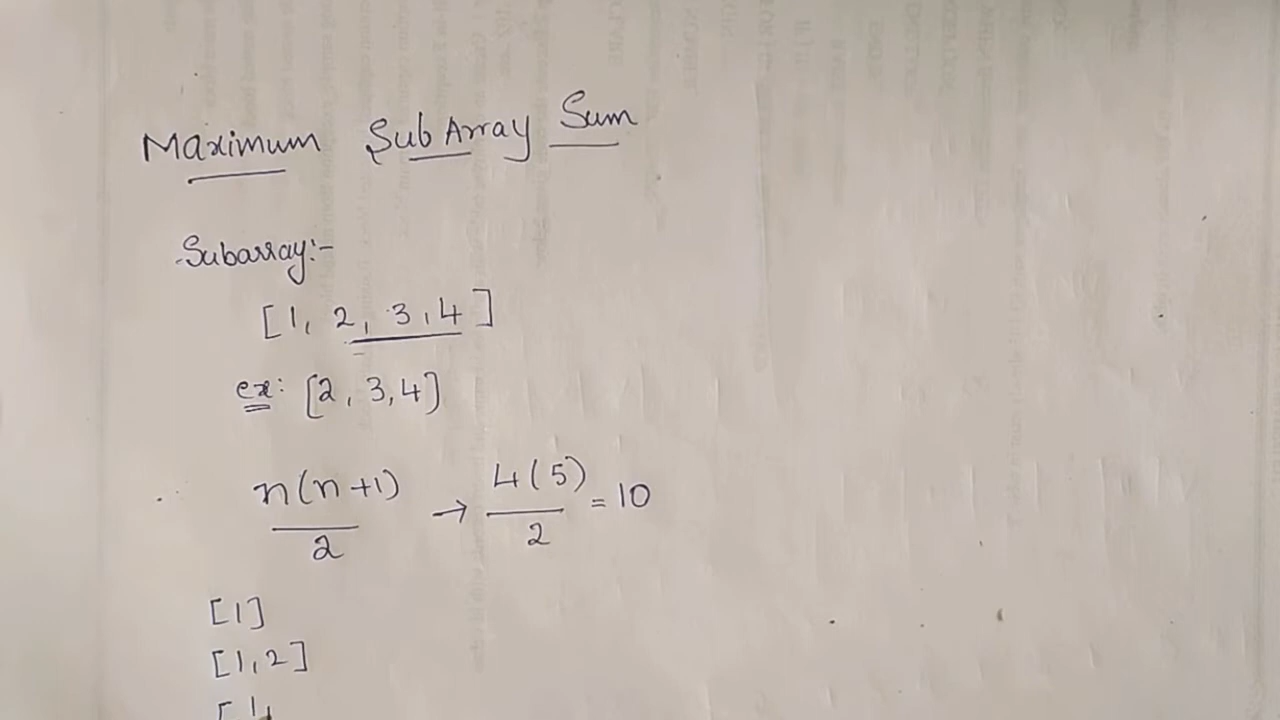 Maximum SubArray Sum
Subarray:-
[1, 2, 3, 4]
ex: [2, 3, 4]
n(n+1)/2 → 4(5)/2 = 10
[1]
[1, 2]
[1